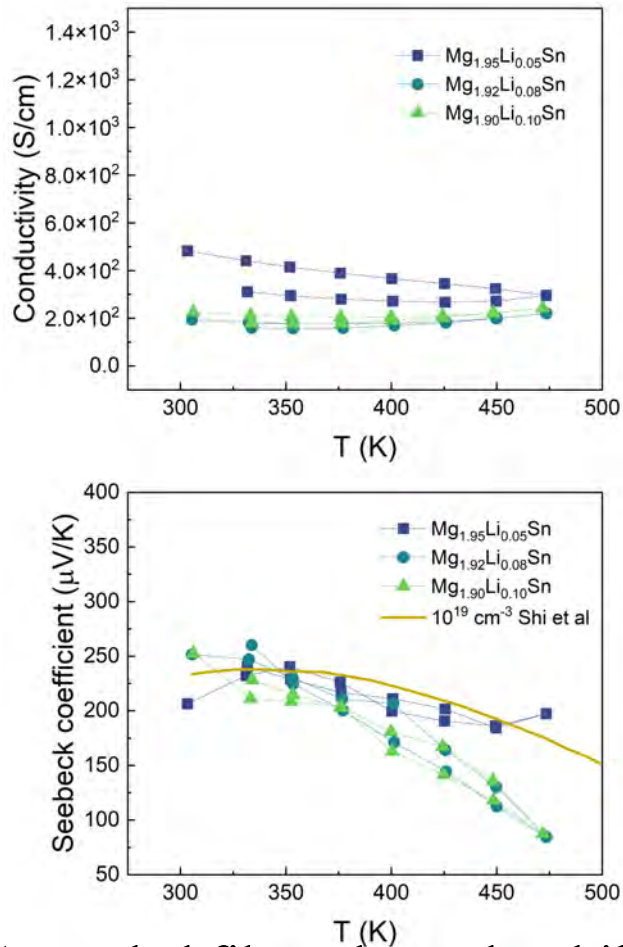 1.4×10³
1.2×10³
1.0×10³
8.0×10²
6.0×10²
4.0×10²
2.0×10²
0.0
Conductivity (S/cm)
Mg₁.₉₅Li₀.₀₅Sn
Mg₁.₉₂Li₀.₀₈Sn
Mg₁.₉₀Li₀.₁₀Sn
300 350 400 450 500
T (K)
400
350
300
250
200
150
100
50
Seebeck coefficient (μV/K)
Mg₁.₉₅Li₀.₀₅Sn
Mg₁.₉₂Li₀.₀₈Sn
Mg₁.₉₀Li₀.₁₀Sn
10¹⁹ cm⁻³ Shi et al
300 350 400 450 500
T (K)